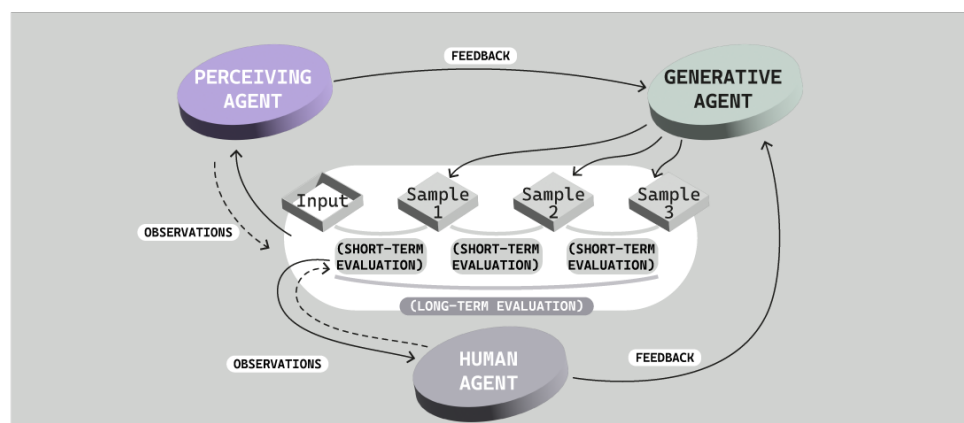 FEEDBACK
PERCEIVING
AGENT
GENERATIVE
AGENT
Input
Sample
1
Sample
2
Sample
3
OBSERVATIONS
(SHORT-TERM
EVALUATION)
(SHORT-TERM
EVALUATION)
(SHORT-TERM
EVALUATION)
(LONG-TERM EVALUATION)
OBSERVATIONS
HUMAN
AGENT
FEEDBACK